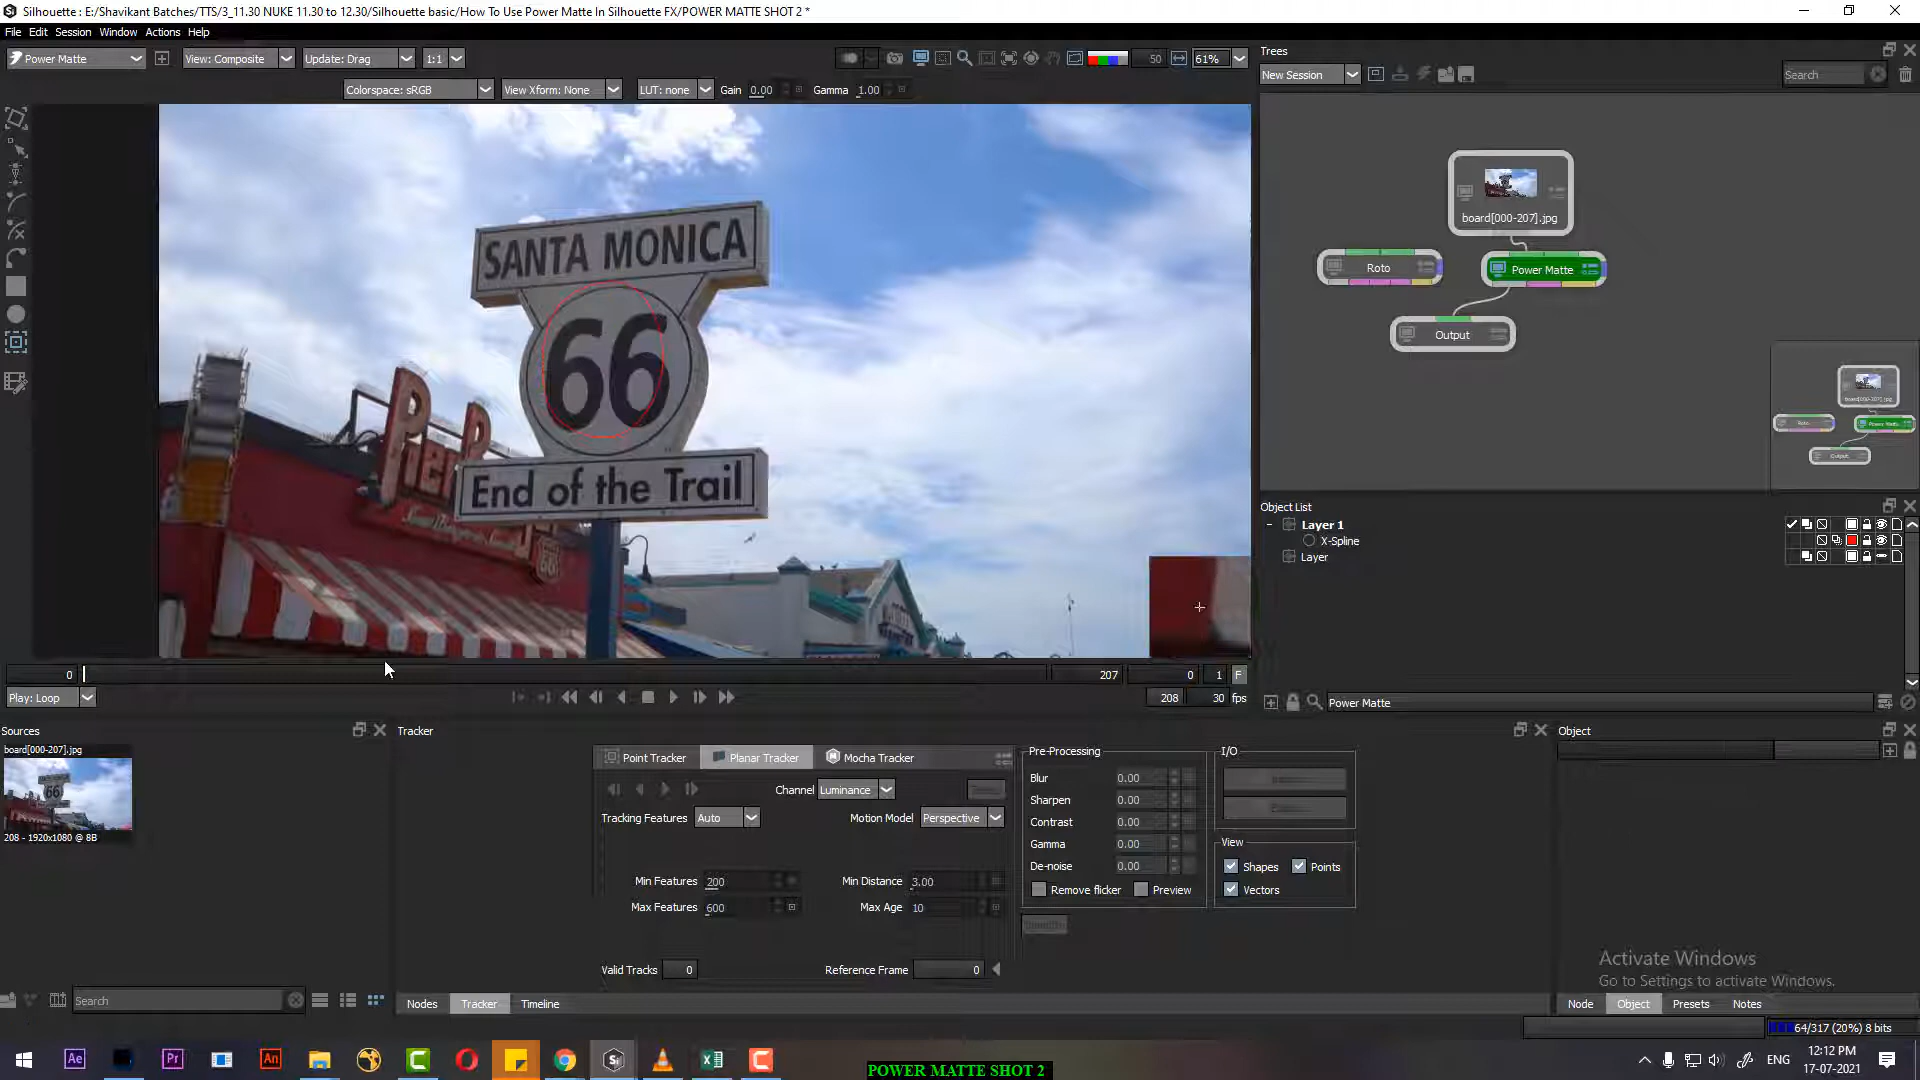 Silhouette : E:/Shavikant Batches/TTS/3_11.30 NUKE 11.30 to 12.30/Silhouette basic/How To Use Power Matte In Silhouette FX/POWER MATTE SHOT 2 *
File Edit Session Window Actions Help
Power Matte View: Composite Update: Drag 1:1 50 61%
Colorspace: sRGB View Xform: None LUT: none Gain 0.00 Gamma 1.00
Trees
New Session Search
board[000-207].jpg
Roto
Power Matte
Output
SANTA MONICA
66
End of the Trail
Pier
Object List
Layer 1
X-Spline
Layer
0 207 0 1 F
Play: Loop 208 30 fps
Power Matte
Sources
board[000-207].jpg
208 - 1920x1080 @ 8B
Search
Tracker
Point Tracker Planar Tracker Mocha Tracker
Channel Luminance
Tracking Features Auto Motion Model Perspective
Min Features 200 Min Distance 3.00
Max Features 600 Max Age 10
Valid Tracks 0 Reference Frame 0
Pre-Processing
Blur 0.00
Sharpen 0.00
Contrast 0.00
Gamma 0.00
De-noise 0.00
Remove flicker Preview
I/O
View
Shapes Points
Vectors
Object
Nodes Tracker Timeline
Activate Windows
Go to Settings to activate Windows.
Node Object Presets Notes
64/317 (20%) 8 bits
ENG
12:12 PM
17-07-2021
POWER MATTE SHOT 2